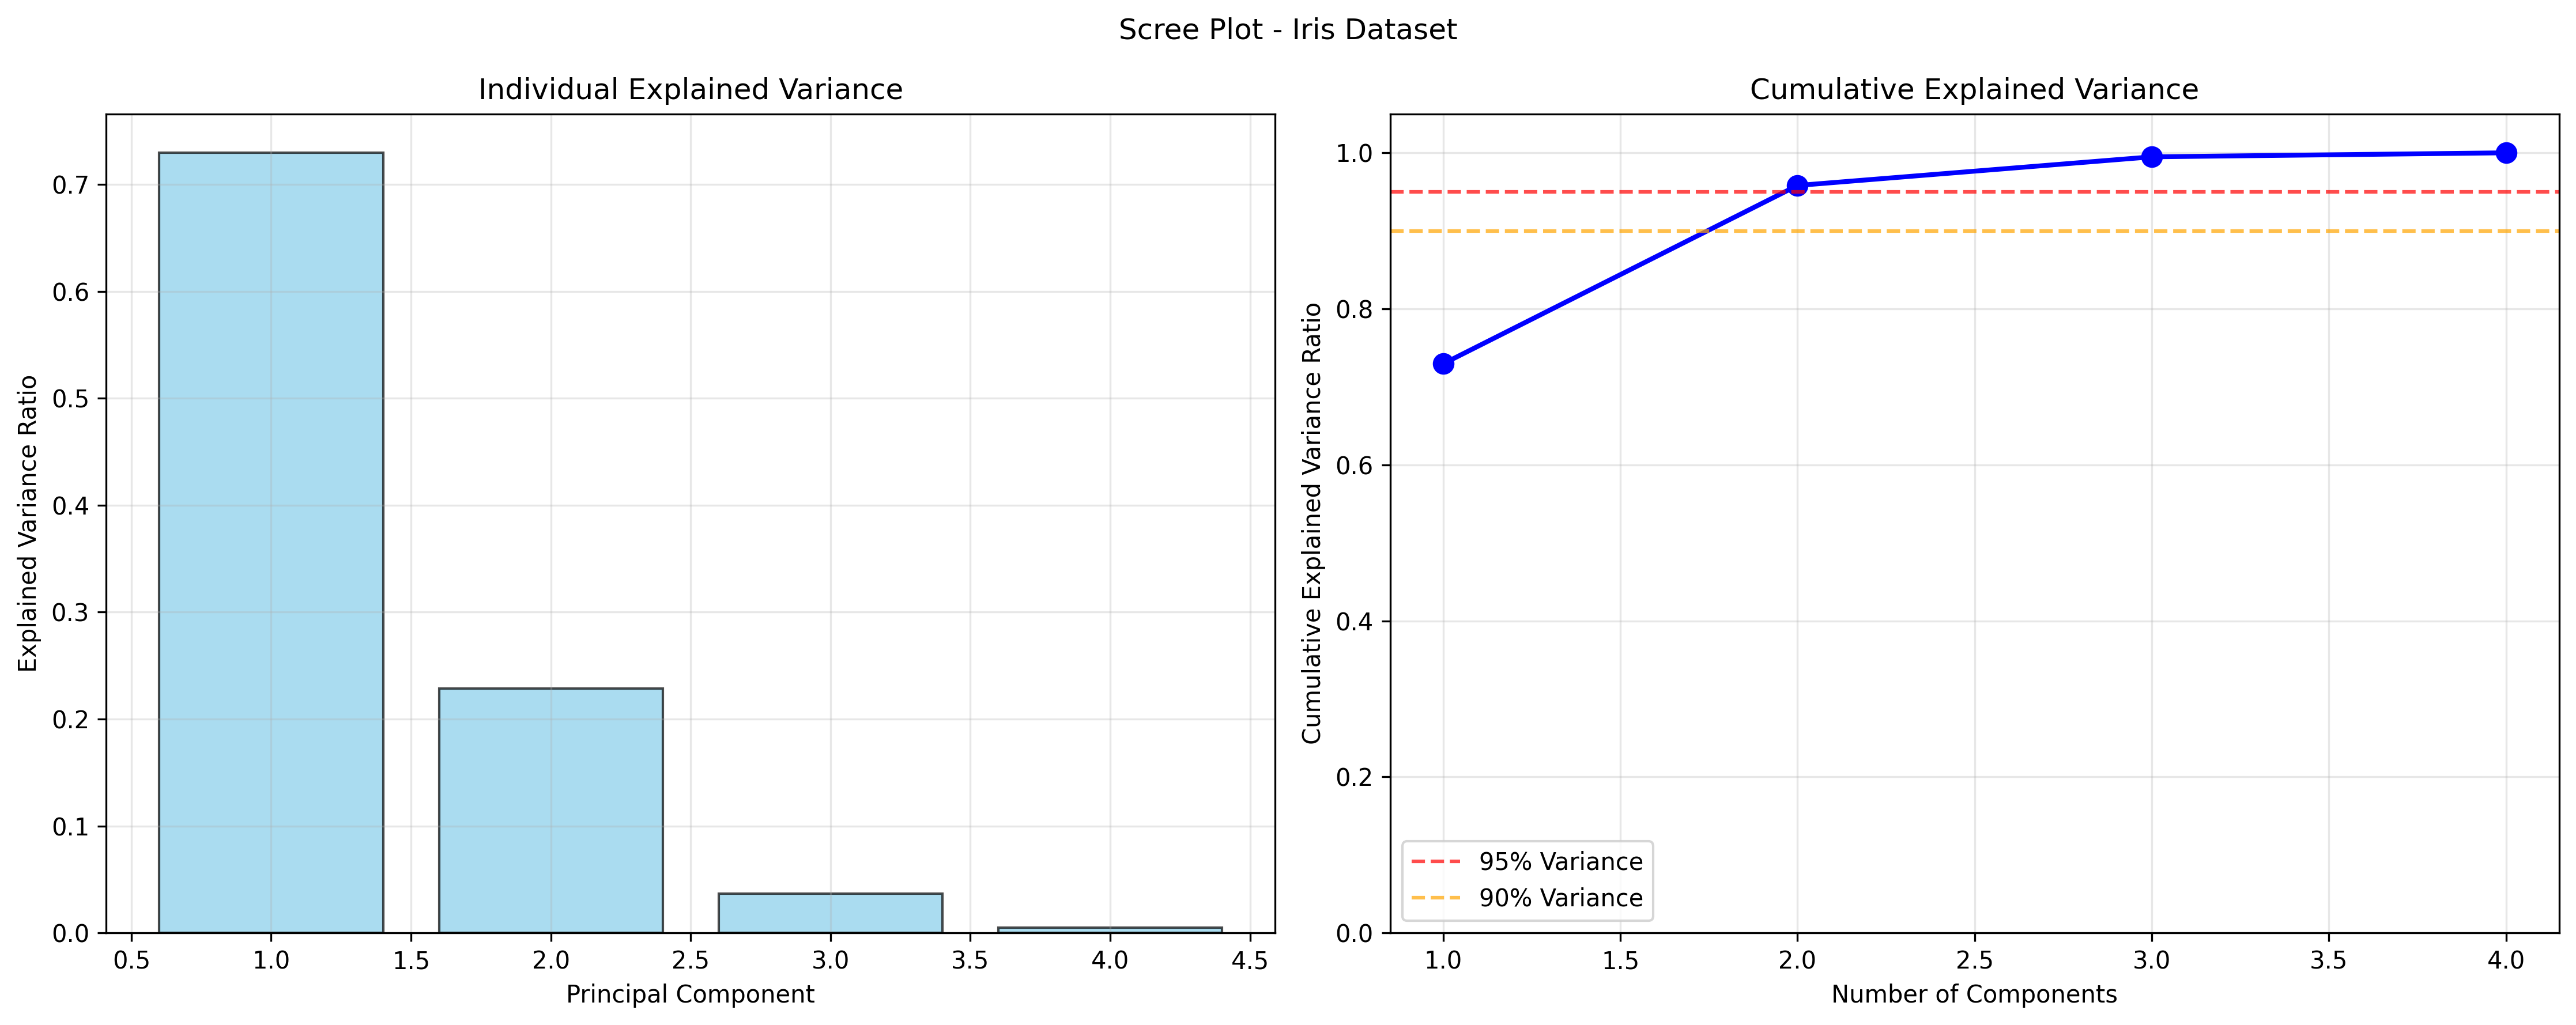 Scree Plot - Iris Dataset
Individual Explained Variance
Explained Variance Ratio
0.7
0.6
0.5
0.4
0.3
0.2
0.1
0.0
0.5 1.0 1.5 2.0 2.5 3.0 3.5 4.0 4.5
Principal Component
Cumulative Explained Variance
Cumulative Explained Variance Ratio
1.0
0.8
0.6
0.4
0.2
0.0
95% Variance
90% Variance
1.0 1.5 2.0 2.5 3.0 3.5 4.0
Number of Components